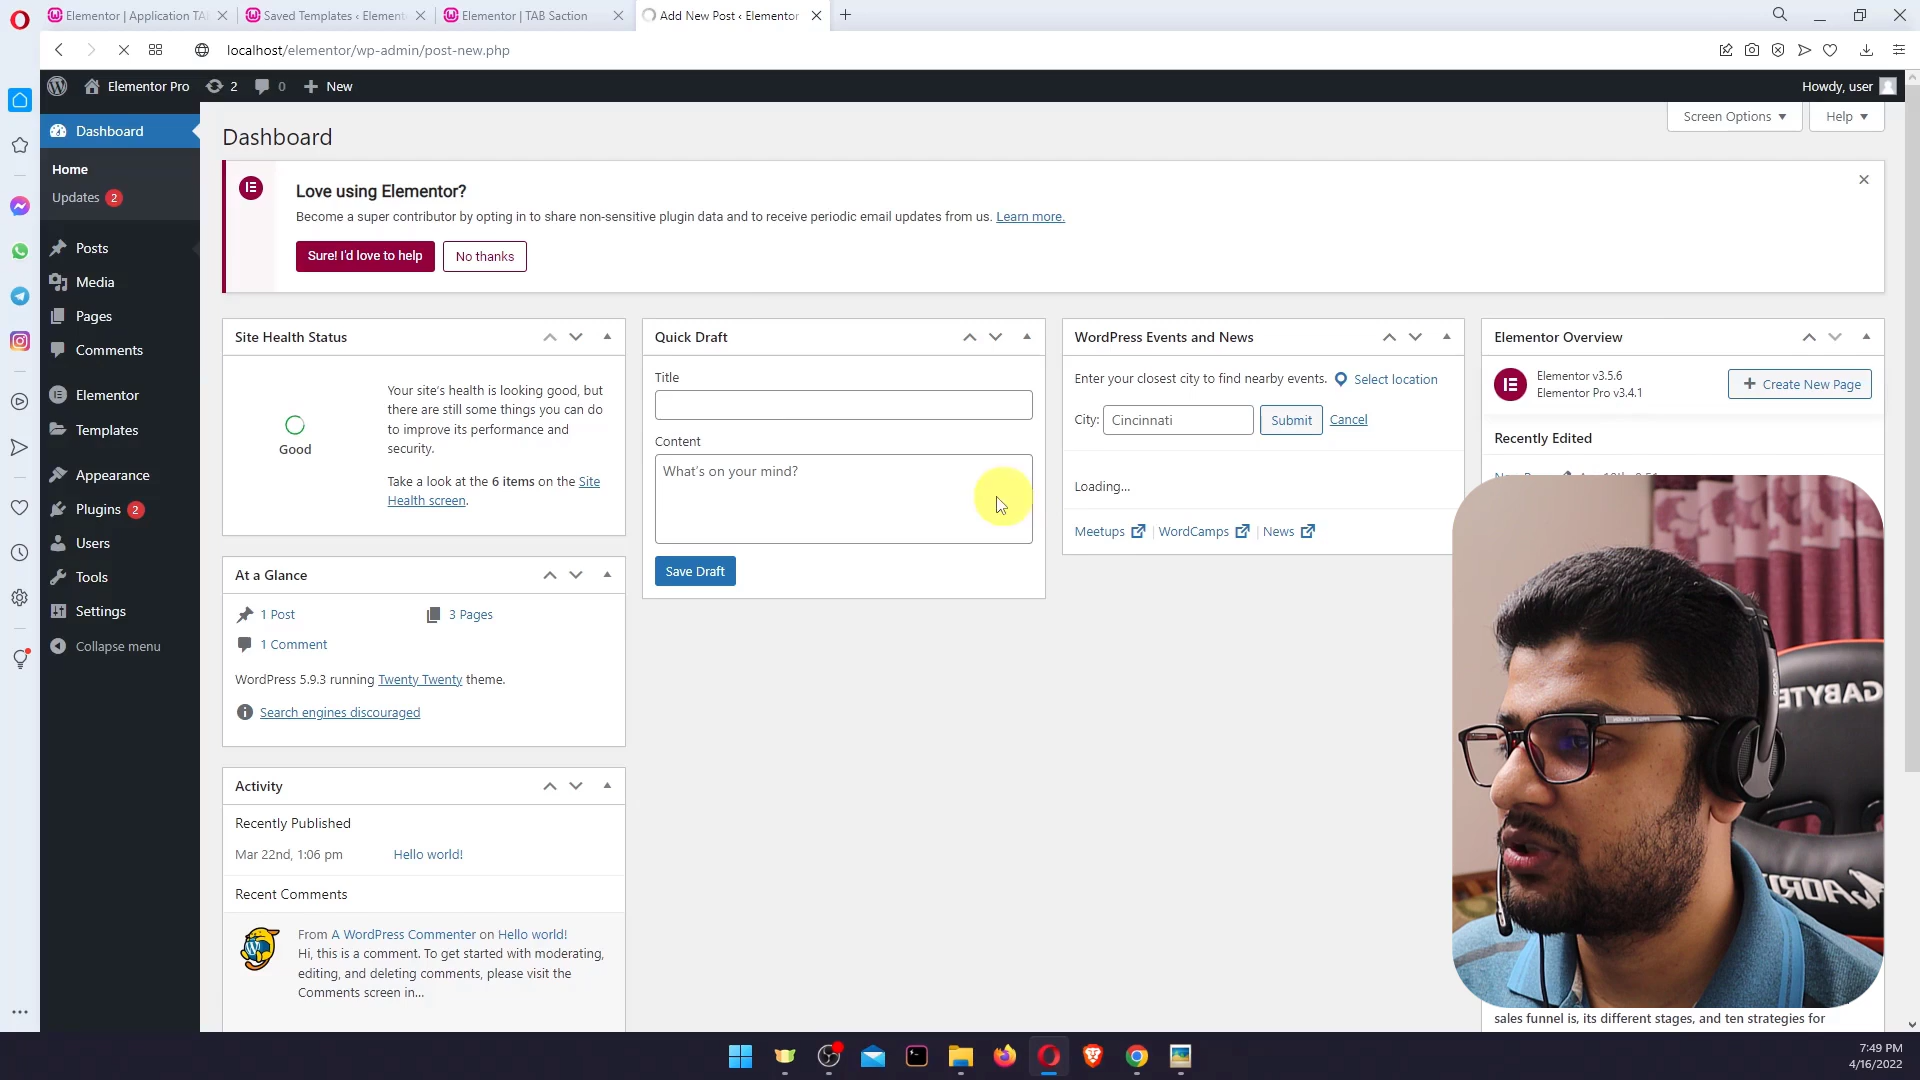 Elementor | Application TA
Saved Templates ‹ Element
Elementor | TAB Saction
Add New Post ‹ Elementor
localhost/elementor/wp-admin/post-new.php
Elementor Pro
2
0
New
Howdy, user
Dashboard
Home
Updates 2
Posts
Media
Pages
Comments
Elementor
Templates
Appearance
Plugins 2
Users
Tools
Settings
Collapse menu
Screen Options
Help
Dashboard
Love using Elementor?
Become a super contributor by opting in to share non-sensitive plugin data and to receive periodic email updates from us. Learn more.
Sure! I'd love to help
No thanks
Site Health Status
Good
Your site's health is looking good, but
there are still some things you can do
to improve its performance and
security.
Take a look at the 6 items on the Site
Health screen.
At a Glance
1 Post
3 Pages
1 Comment
WordPress 5.9.3 running Twenty Twenty theme.
Search engines discouraged
Activity
Recently Published
Mar 22nd, 1:06 pm
Hello world!
Recent Comments
From A WordPress Commenter on Hello world!
Hi, this is a comment. To get started with moderating,
editing, and deleting comments, please visit the
Comments screen in…
Quick Draft
Title
Content
What's on your mind?
Save Draft
WordPress Events and News
Enter your closest city to find nearby events. Select location
City: Cincinnati Submit Cancel
Loading…
Meetups | WordCamps | News
Elementor Overview
Elementor v3.5.6
Elementor Pro v3.4.1
Create New Page
Recently Edited
GABYTE
sales funnel is, its different stages, and ten strategies for
7:49 PM
4/16/2022